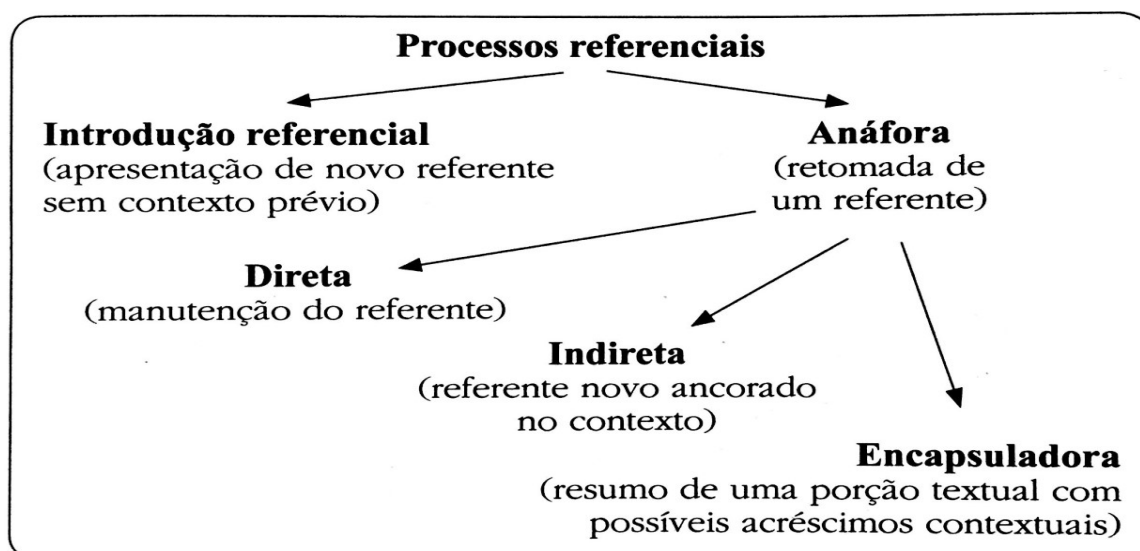 Processos referenciais
Introdução referencial
(apresentação de novo referente
sem contexto prévio)
Anáfora
(retomada de
um referente)
Direta
(manutenção do referente)
Indireta
(referente novo ancorado
no contexto)
Encapsuladora
(resumo de uma porção textual com
possíveis acréscimos contextuais)